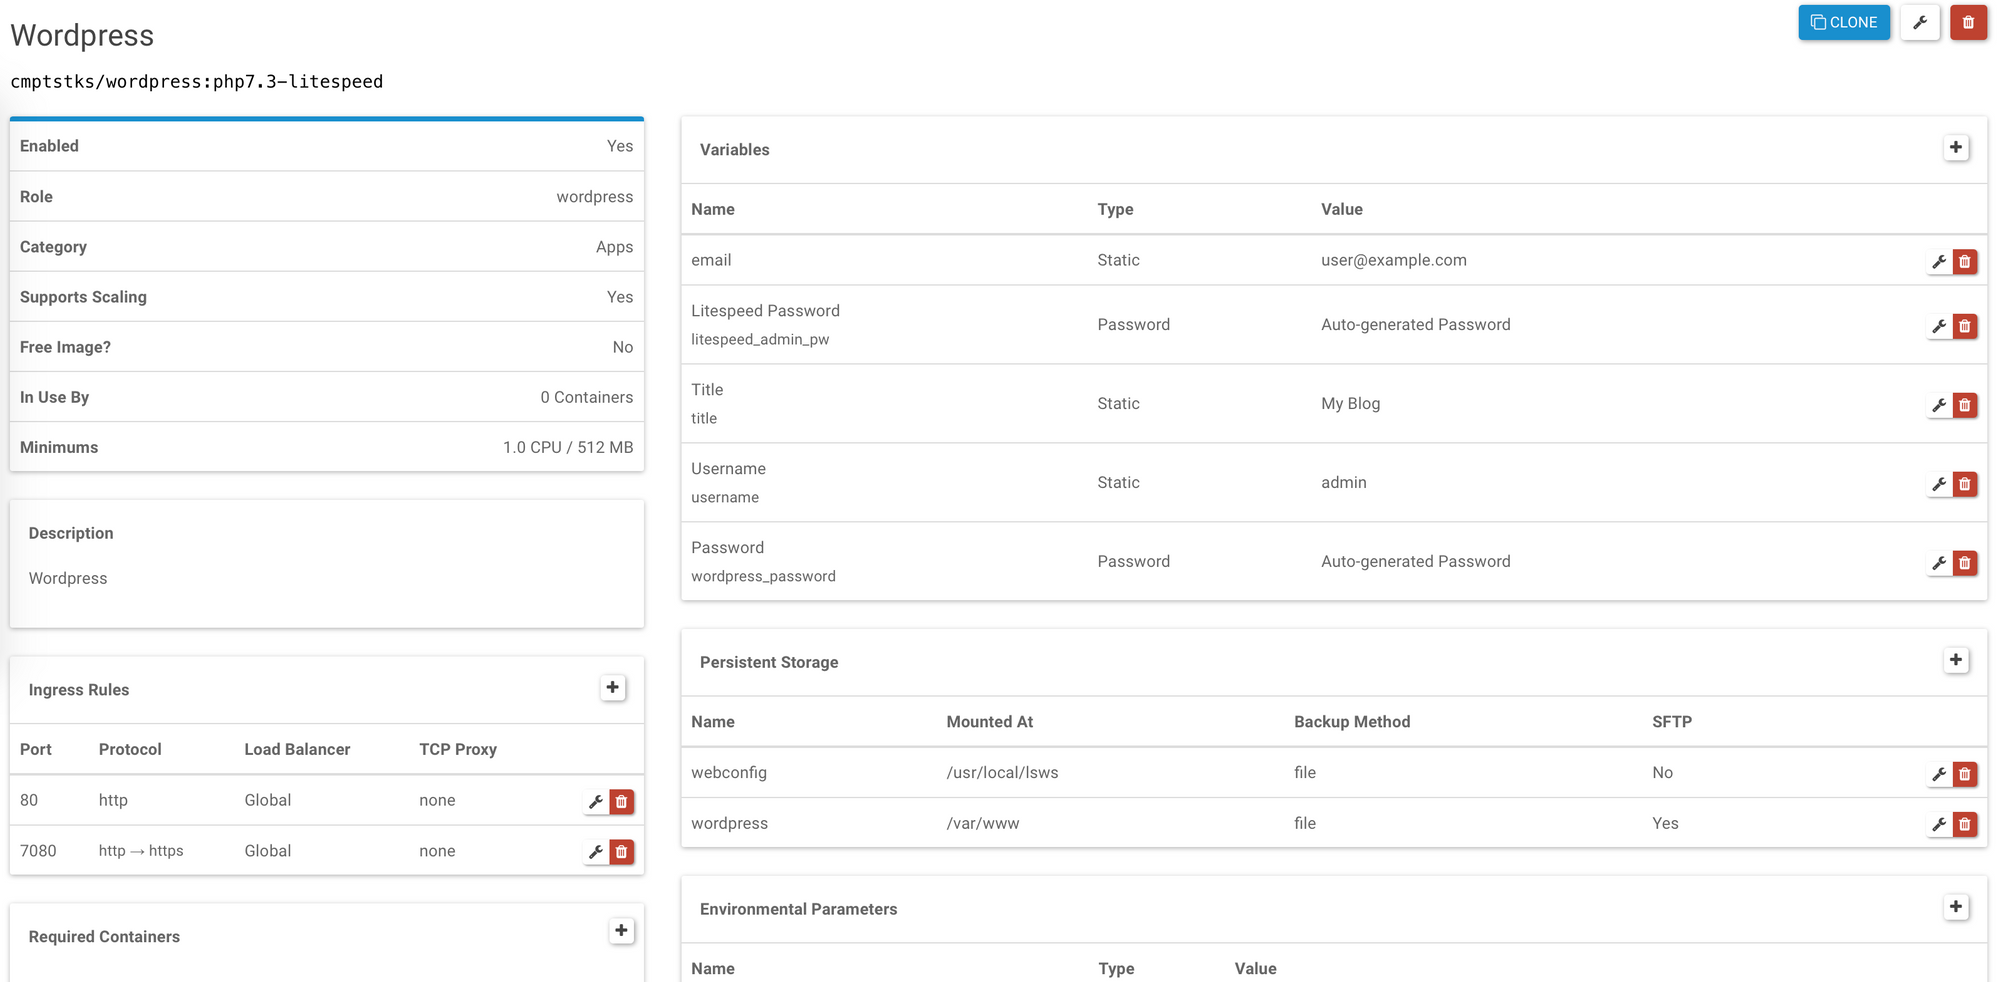 Wordpress
CLONE
cmptstks/wordpress:php7.3-litespeed
Enabled Yes
Role wordpress
Category Apps
Supports Scaling Yes
Free Image? No
In Use By 0 Containers
Minimums 1.0 CPU / 512 MB
Description
Wordpress
Ingress Rules
Port Protocol Load Balancer TCP Proxy
80 http Global none
7080 http → https Global none
Required Containers
Variables
Name Type Value
email Static user@example.com
Litespeed Password
litespeed_admin_pw
Password Auto-generated Password
Title
title
Static My Blog
Username
username
Static admin
Password
wordpress_password
Password Auto-generated Password
Persistent Storage
Name Mounted At Backup Method SFTP
webconfig /usr/local/lsws file No
wordpress /var/www file Yes
Environmental Parameters
Name Type Value